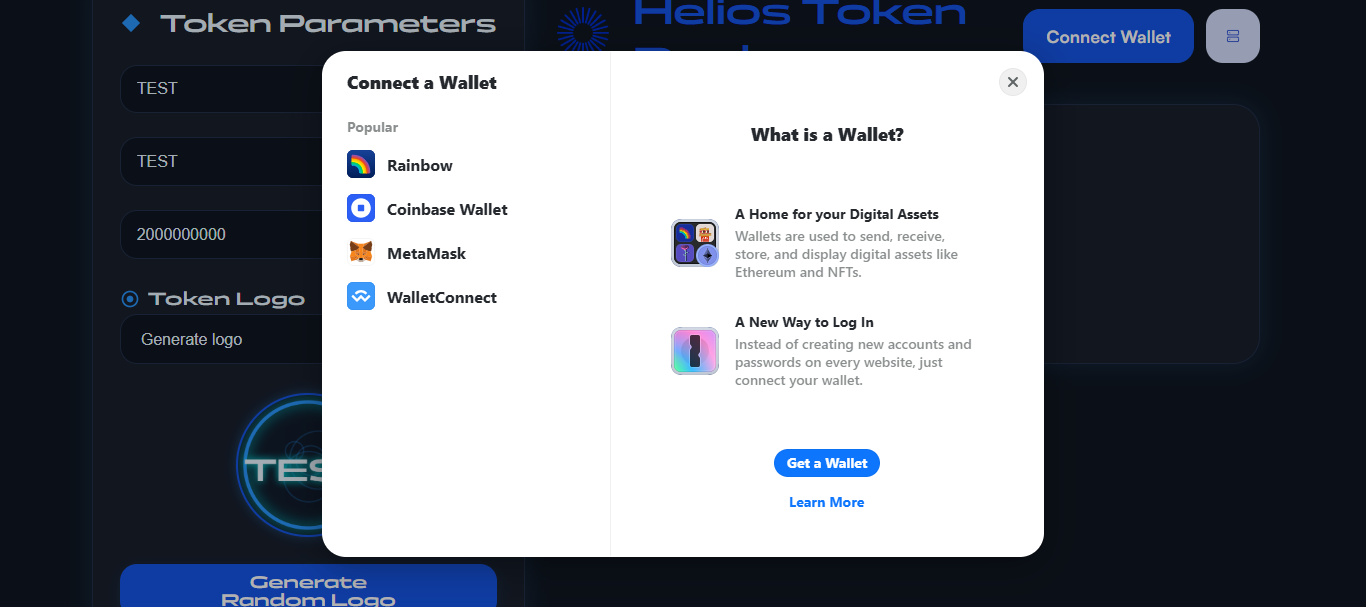 Token Parameters
TEST
TEST
2000000000
Token Logo
Generate logo
TES
Generate
Random Logo
Helios Token
Connect Wallet
Connect a Wallet
Popular
Rainbow
Coinbase Wallet
MetaMask
WalletConnect
What is a Wallet?
A Home for your Digital Assets
Wallets are used to send, receive,
store, and display digital assets like
Ethereum and NFTs.
A New Way to Log In
Instead of creating new accounts and
passwords on every website, just
connect your wallet.
Get a Wallet
Learn More